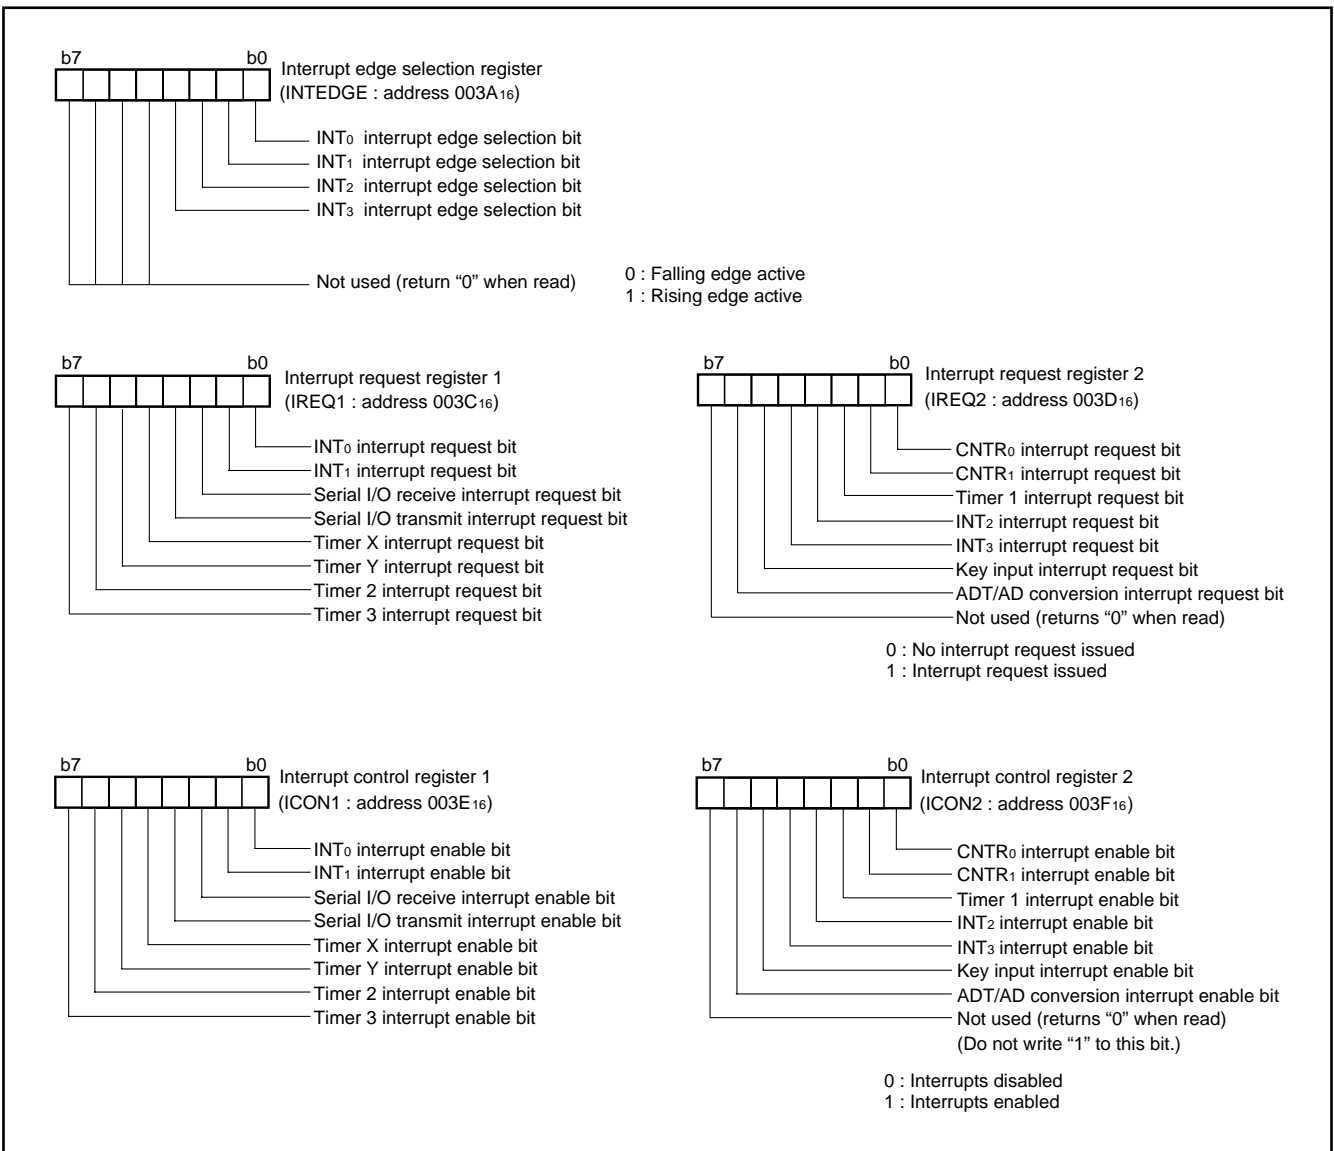 b7 b0
Interrupt edge selection register
(INTEDGE : address 003A16)
INT0 interrupt edge selection bit
INT1 interrupt edge selection bit
INT2 interrupt edge selection bit
INT3 interrupt edge selection bit
Not used (return “0” when read)
0 : Falling edge active
1 : Rising edge active
b7 b0
Interrupt request register 1
(IREQ1 : address 003C16)
INT0 interrupt request bit
INT1 interrupt request bit
Serial I/O receive interrupt request bit
Serial I/O transmit interrupt request bit
Timer X interrupt request bit
Timer Y interrupt request bit
Timer 2 interrupt request bit
Timer 3 interrupt request bit
b7 b0
Interrupt request register 2
(IREQ2 : address 003D16)
CNTR0 interrupt request bit
CNTR1 interrupt request bit
Timer 1 interrupt request bit
INT2 interrupt request bit
INT3 interrupt request bit
Key input interrupt request bit
ADT/AD conversion interrupt request bit
Not used (returns “0” when read)
0 : No interrupt request issued
1 : Interrupt request issued
b7 b0
Interrupt control register 1
(ICON1 : address 003E16)
INT0 interrupt enable bit
INT1 interrupt enable bit
Serial I/O receive interrupt enable bit
Serial I/O transmit interrupt enable bit
Timer X interrupt enable bit
Timer Y interrupt enable bit
Timer 2 interrupt enable bit
Timer 3 interrupt enable bit
b7 b0
Interrupt control register 2
(ICON2 : address 003F16)
CNTR0 interrupt enable bit
CNTR1 interrupt enable bit
Timer 1 interrupt enable bit
INT2 interrupt enable bit
INT3 interrupt enable bit
Key input interrupt enable bit
ADT/AD conversion interrupt enable bit
Not used (returns “0” when read)
(Do not write “1” to this bit.)
0 : Interrupts disabled
1 : Interrupts enabled